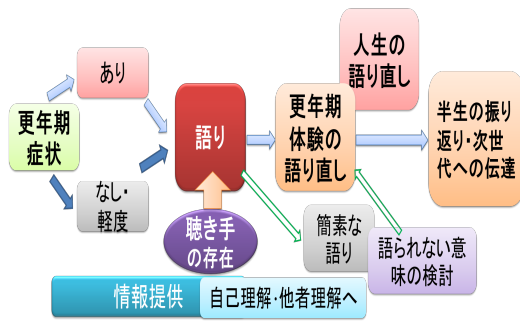 更年期
症状
あり
なし・
軽度
語り
聴き手
の存在
更年期
体験の
語り直し
人生の
語り直し
半生の振り
返り・次世
代への伝達
簡素な
語り
語られない意
味の検討
情報提供
自己理解・他者理解へ